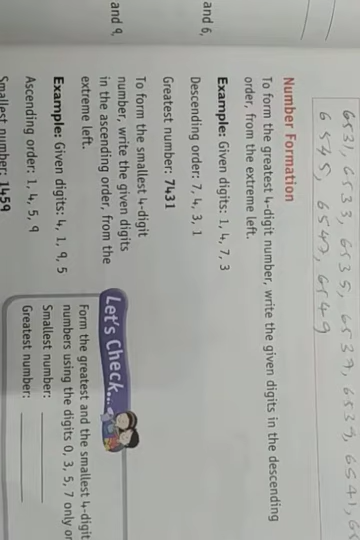 6531, 6533, 6535, 6537, 6539, 6541,
6545, 6547, 6549
Number Formation
To form the greatest 4-digit number, write the given digits in the descending
order, from the extreme left.
Example: Given digits: 1, 4, 7, 3
and 6,
Descending order: 7, 4, 3, 1
Greatest number: 7431
To form the smallest 4-digit
number, write the given digits
in the ascending order, from the
extreme left.
and 9,
Example: Given digits: 4, 1, 9, 5
Ascending order: 1, 4, 5, 9
Smallest number: 1459
Let's Check...
Form the greatest and the smallest 4-digit
numbers using the digits 0, 3, 5, 7 only
Smallest number:
Greatest number: